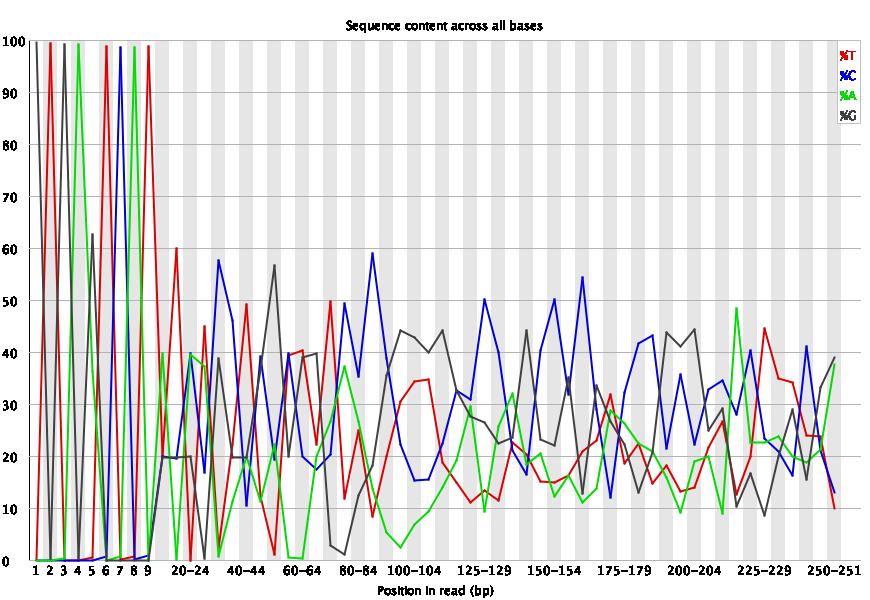 Sequence content across all bases
100
90
80
70
60
50
40
30
20
10
0
%T
%C
%A
%G
1 2 3 4 5 6 7 8 9 20-24 40-44 60-64 80-84 100-104 125-129 150-154 175-179 200-204 225-229 250-251
Position in read (bp)